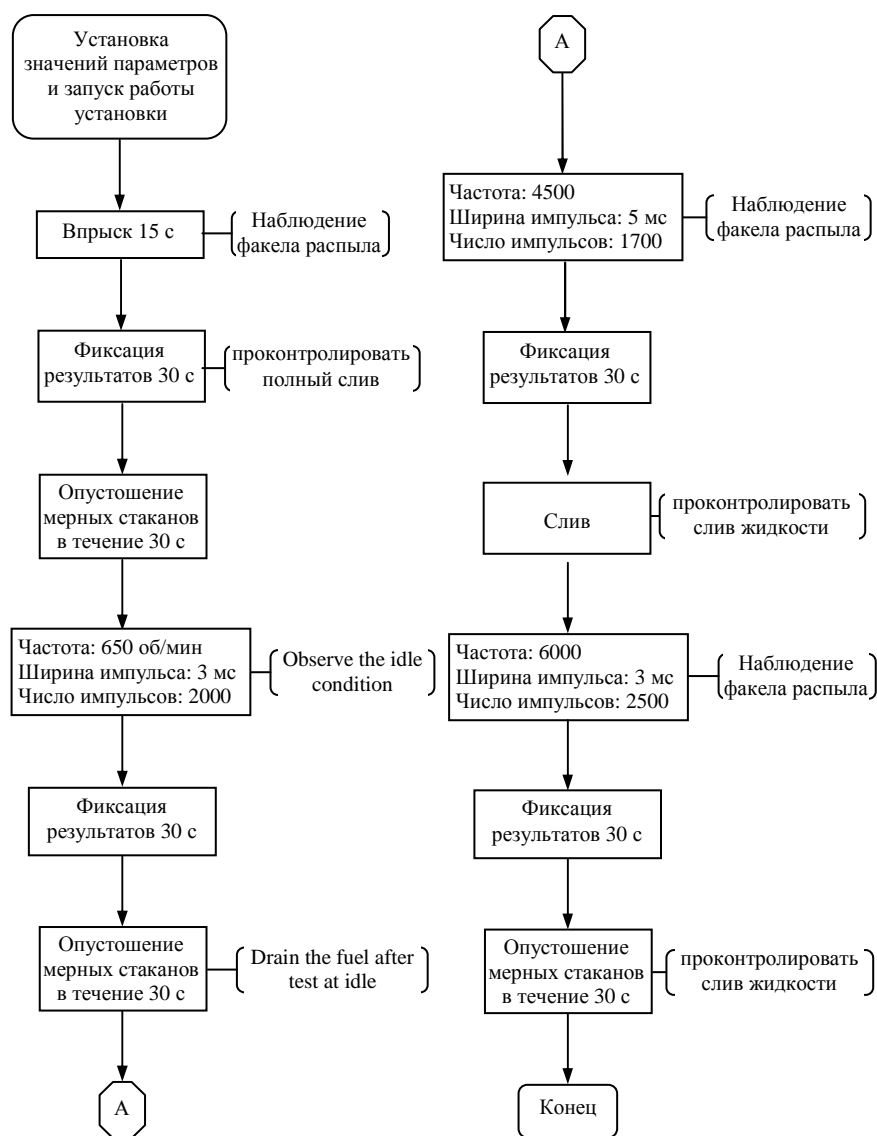 Установка
значений параметров
и запуск работы
установки
Впрыск 15 с
Наблюдение
факела распыла
Фиксация
результатов 30 с
проконтролировать
полный слив
Опустошение
мерных стаканов
в течение 30 с
Частота: 650 об/мин
Ширина импульса: 3 мс
Число импульсов: 2000
Observe the idle
condition
Фиксация
результатов 30 с
Опустошение
мерных стаканов
в течение 30 с
Drain the fuel after
test at idle
А
А
Частота: 4500
Ширина импульса: 5 мс
Число импульсов: 1700
Наблюдение
факела распыла
Фиксация
результатов 30 с
Слив
проконтролировать
слив жидкости
Частота: 6000
Ширина импульса: 3 мс
Число импульсов: 2500
Наблюдение
факела распыла
Фиксация
результатов 30 с
Опустошение
мерных стаканов
в течение 30 с
проконтролировать
слив жидкости
Конец